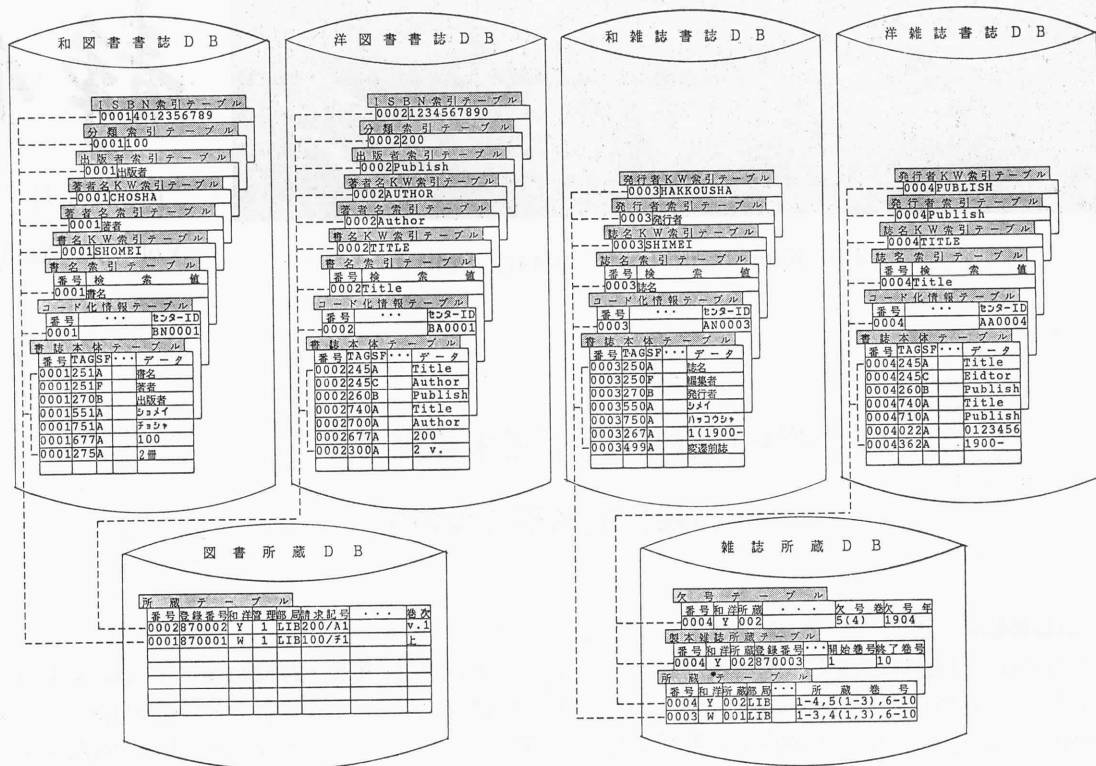 和図書書誌DB
ISBN索引テーブル
0001 4012356789
分類索引テーブル
0001 100
出版者索引テーブル
0001 出版者
著者名KW索引テーブル
0001 CHOSHA
著者名索引テーブル
0001 著者
書名KW索引テーブル
0001 SHOMEI
書名索引テーブル
番号 検索値
0001 書名
コード化情報テーブル
番号 ··· センターID
0001 BN0001
書誌本体テーブル
番号 TAG SF ··· データ
0001 251 A 書名
0001 251 F 著者
0001 270 B 出版者
0001 551 A ショメイ
0001 751 A チョシャ
0001 677 A 100
0001 275 A 2冊
洋図書書誌DB
ISBN索引テーブル
0002 1234567890
分類索引テーブル
0002 200
出版者索引テーブル
0002 Publish
著者名KW索引テーブル
0002 AUTHOR
著者名索引テーブル
0002 Author
書名KW索引テーブル
0002 TITLE
書名索引テーブル
番号 検索値
0002 Title
コード化情報テーブル
番号 ··· センターID
0002 BA0001
書誌本体テーブル
番号 TAG SF ··· データ
0002 245 A Title
0002 245 C Author
0002 260 B Publish
0002 740 A Title
0002 700 A Author
0002 677 A 200
0002 300 A 2 v.
和雑誌書誌DB
発行者KW索引テーブル
0003 HAKKOUSHA
発行者索引テーブル
0003 発行者
誌名KW索引テーブル
0003 SHIMEI
誌名索引テーブル
番号 検索値
0003 誌名
コード化情報テーブル
番号 ··· センターID
0003 AN0003
書誌本体テーブル
番号 TAG SF ··· データ
0003 250 A 誌名
0003 250 F 編集者
0003 270 B 発行者
0003 550 A シメイ
0003 750 A ハッコウシャ
0003 267 A 1(1900-
0003 499 A 変遷前誌
洋雑誌書誌DB
発行者KW索引テーブル
0004 PUBLISH
発行者索引テーブル
0004 Publish
誌名KW索引テーブル
0004 TITLE
誌名索引テーブル
番号 検索値
0004 Title
コード化情報テーブル
番号 ··· センターID
0004 AA0004
書誌本体テーブル
番号 TAG SF ··· データ
0004 245 A Title
0004 245 C Eidtor
0004 260 B Publish
0004 740 A Title
0004 710 A Publish
0004 022 A 0123456
0004 362 A 1900-
図書所蔵DB
所蔵テーブル
番号 登録番号 和洋 管理 部局 請求記号 ··· 巻次
0002 870002 Y 1 LIB 200/A1 v.1
0001 870001 W 1 LIB 100/チ1 上
雑誌所蔵DB
欠号テーブル
番号 和洋 所蔵 ··· 欠号巻 欠号年
0004 Y 002 5(4) 1904
製本雑誌所蔵テーブル
番号 和洋 所蔵 登録番号 ··· 開始巻号 終了巻号
0004 Y 002 870003 1 10
所蔵テーブル
番号 和洋 所蔵 部局 ··· 所蔵巻号
0004 Y 002 LIB 1-4,5(1-3),6-10
0003 W 001 LIB 1-3,4(1,3),6-10